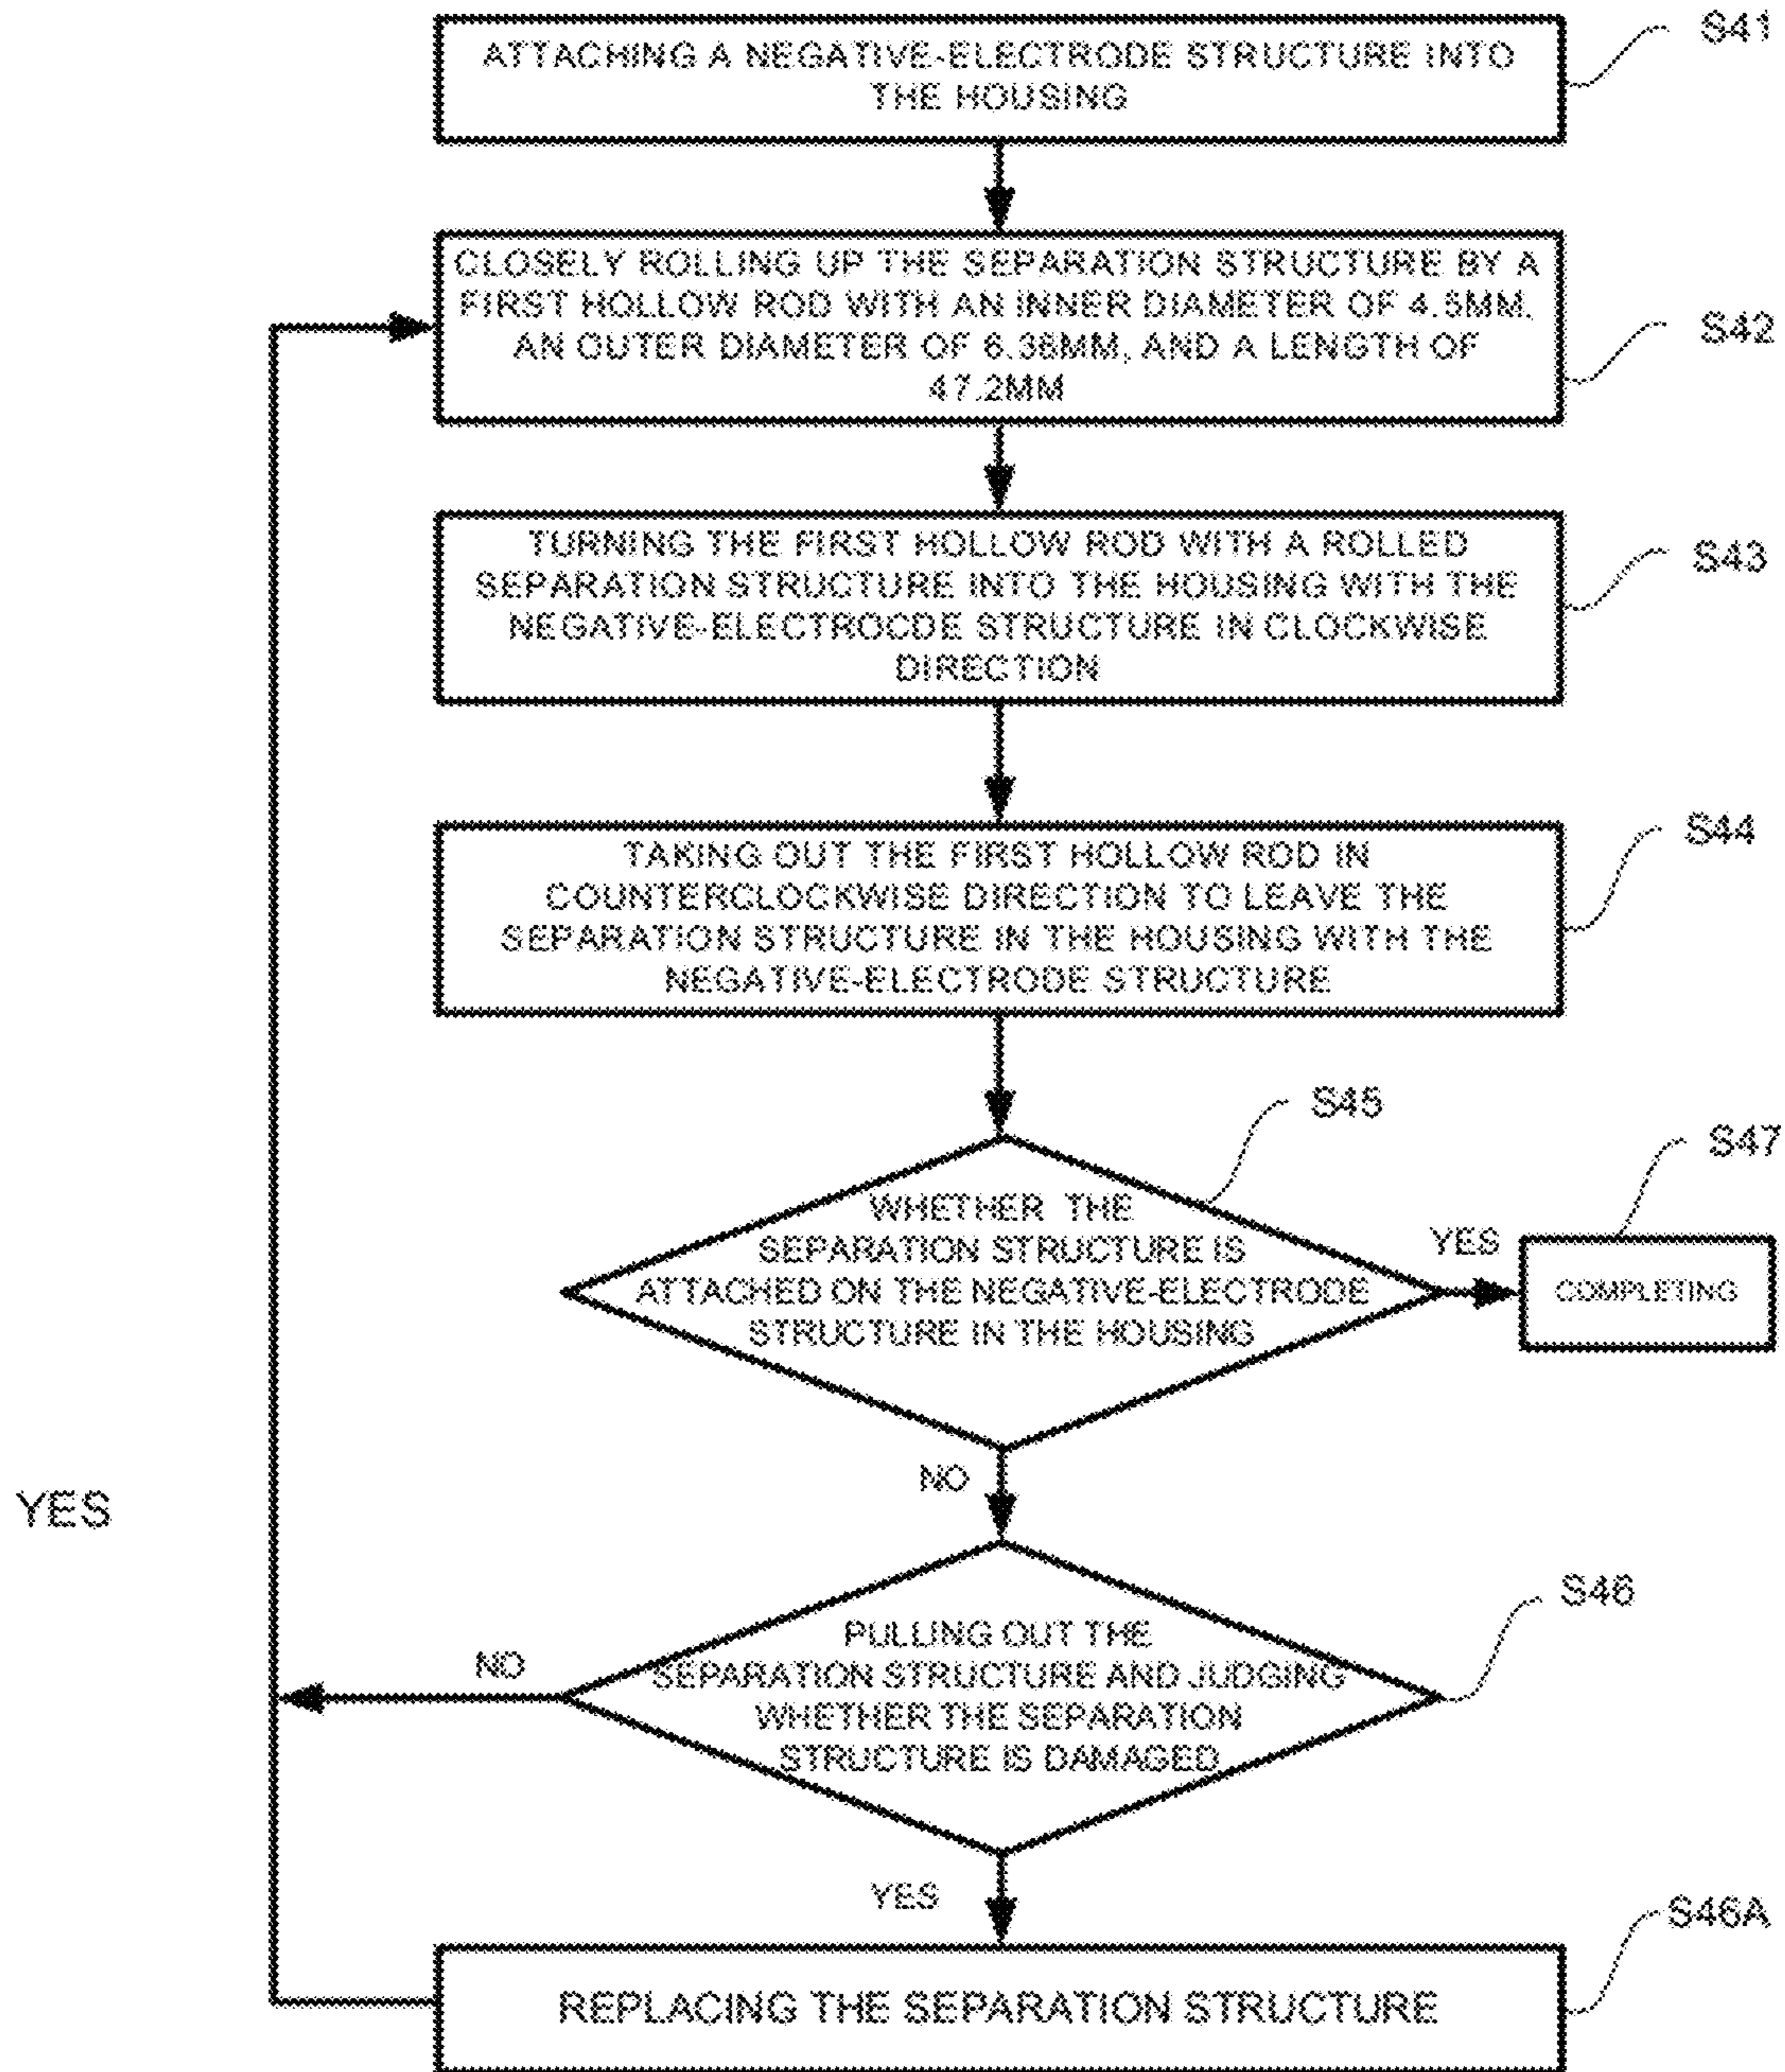 ATTACHING A NEGATIVE-ELECTRODE STRUCTURE INTO
THE HOUSING
S41
CLOSELY ROLLING UP THE SEPARATION STRUCTURE BY A
FIRST HOLLOW ROD WITH AN INNER DIAMETER OF 4.5MM,
AN OUTER DIAMETER OF 6.36MM, AND A LENGTH OF
47.2MM
S42
TURNING THE FIRST HOLLOW ROD WITH A ROLLED
SEPARATION STRUCTURE INTO THE HOUSING WITH THE
NEGATIVE-ELECTROCDE STRUCTURE IN CLOCKWISE
DIRECTION
S43
TAKING OUT THE FIRST HOLLOW ROD IN
COUNTERCLOCKWISE DIRECTION TO LEAVE THE
SEPARATION STRUCTURE IN THE HOUSING WITH THE
NEGATIVE-ELECTRODE STRUCTURE
S44
WHETHER THE
SEPARATION STRUCTURE IS
ATTACHED ON THE NEGATIVE-ELECTRODE
STRUCTURE IN THE HOUSING
S45
YES
COMPLETING
S47
NO
YES
PULLING OUT THE
SEPARATION STRUCTURE AND JUDGING
WHETHER THE SEPARATION
STRUCTURE IS DAMAGED
S46
NO
YES
REPLACING THE SEPARATION STRUCTURE
S46A